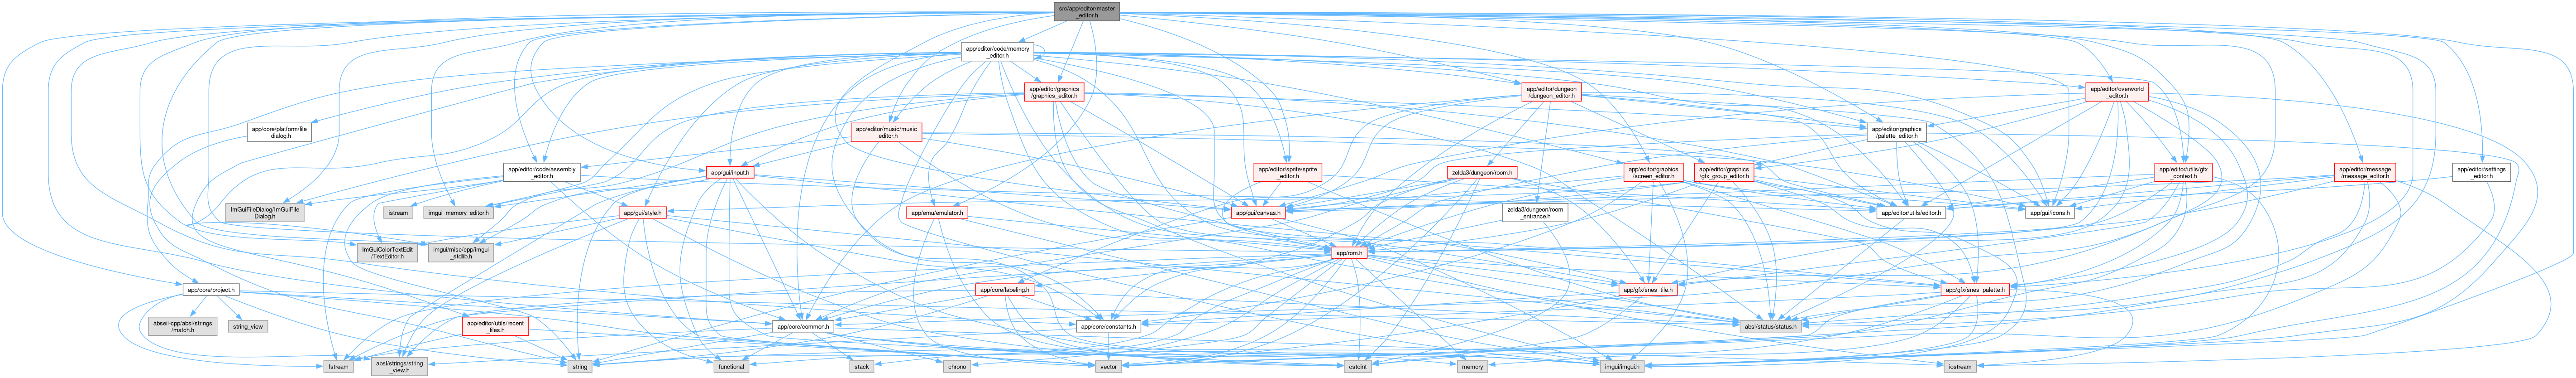 src/app/editor/master
_editor.h
app/editor/code/memory
_editor.h
app/editor/graphics
/graphics_editor.h
app/editor/dungeon
/dungeon_editor.h
app/editor/overworld
_editor.h
app/core/platform/file
_dialog.h
app/editor/music/music
_editor.h
app/editor/graphics
/palette_editor.h
app/editor/code/assembly
_editor.h
app/gui/input.h
app/editor/sprite/sprite
_editor.h
zelda3/dungeon/room.h
app/editor/graphics
/screen_editor.h
app/editor/graphics
/gfx_group_editor.h
app/editor/utils/gfx
_context.h
app/editor/message
/message_editor.h
app/editor/settings
_editor.h
ImGuiFileDialog/ImGuiFile
Dialog.h
istream
imgui_memory_editor.h
app/gui/style.h
app/emu/emulator.h
app/gui/canvas.h
zelda3/dungeon/room
_entrance.h
app/editor/utils/editor.h
app/gui/icons.h
ImGuiColorTextEdit
/TextEditor.h
imgui/misc/cpp/imgui
_stdlib.h
app/rom.h
app/core/project.h
app/core/labeling.h
app/gfx/snes_tile.h
app/gfx/snes_palette.h
abseil-cpp/absl/strings
/match.h
string_view
app/editor/utils/recent
_files.h
app/core/common.h
app/core/constants.h
absl/status/status.h
fstream
absl/strings/string
_view.h
string
functional
stack
chrono
vector
cstdint
memory
imgui/imgui.h
iostream